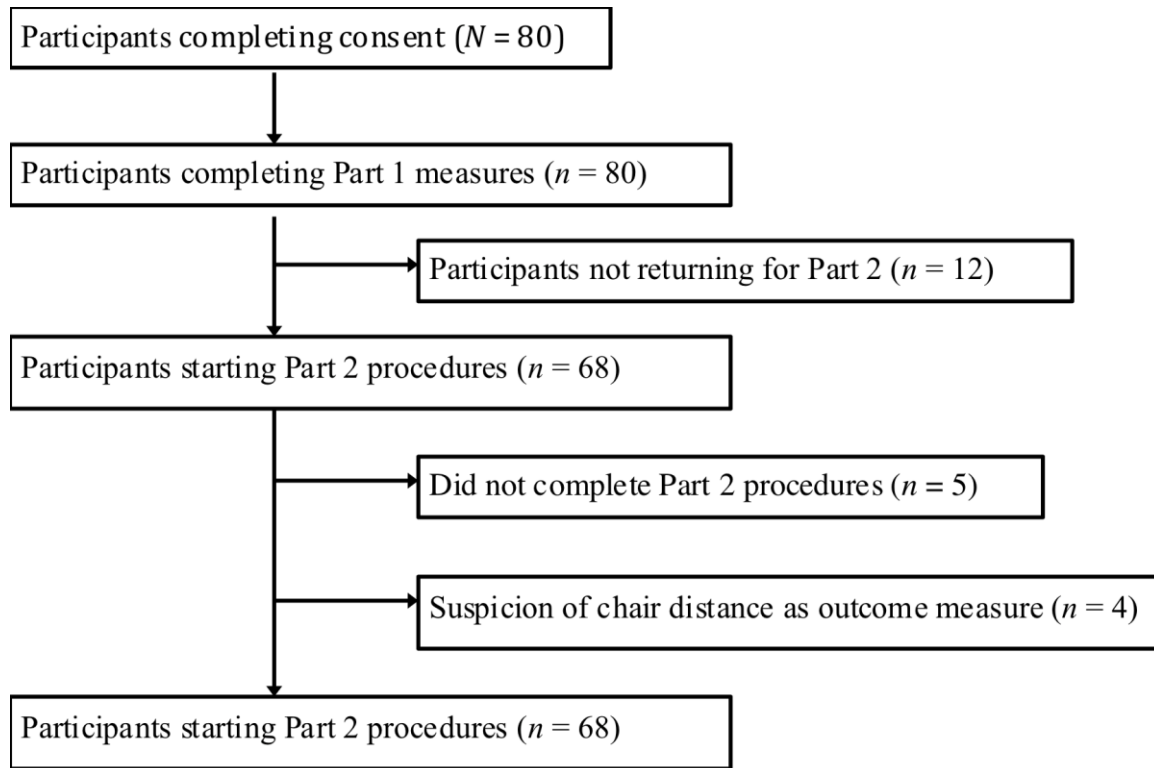 Participants completing consent (N = 80)
Participants completing Part 1 measures (n = 80)
Participants not returning for Part 2 (n = 12)
Participants starting Part 2 procedures (n = 68)
Did not complete Part 2 procedures (n = 5)
Suspicion of chair distance as outcome measure (n = 4)
Participants starting Part 2 procedures (n = 68)